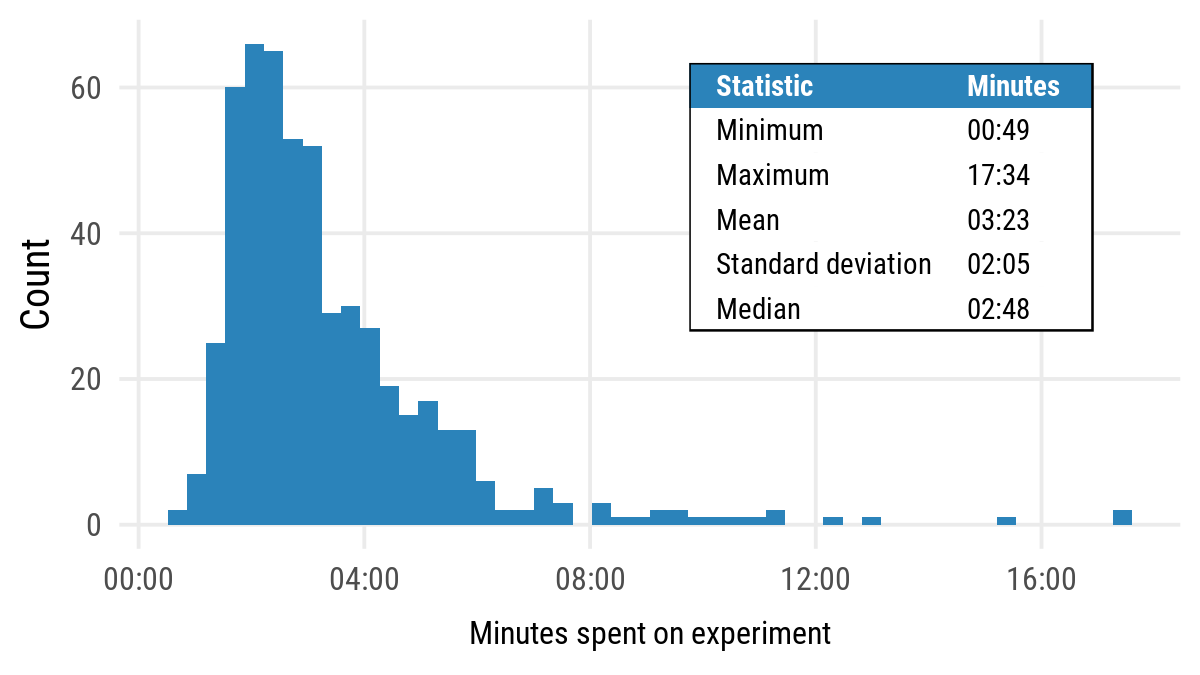 Count
60
40
20
0
00:00 04:00 08:00 12:00 16:00
Minutes spent on experiment
Statistic Minutes
Minimum 00:49
Maximum 17:34
Mean 03:23
Standard deviation 02:05
Median 02:48